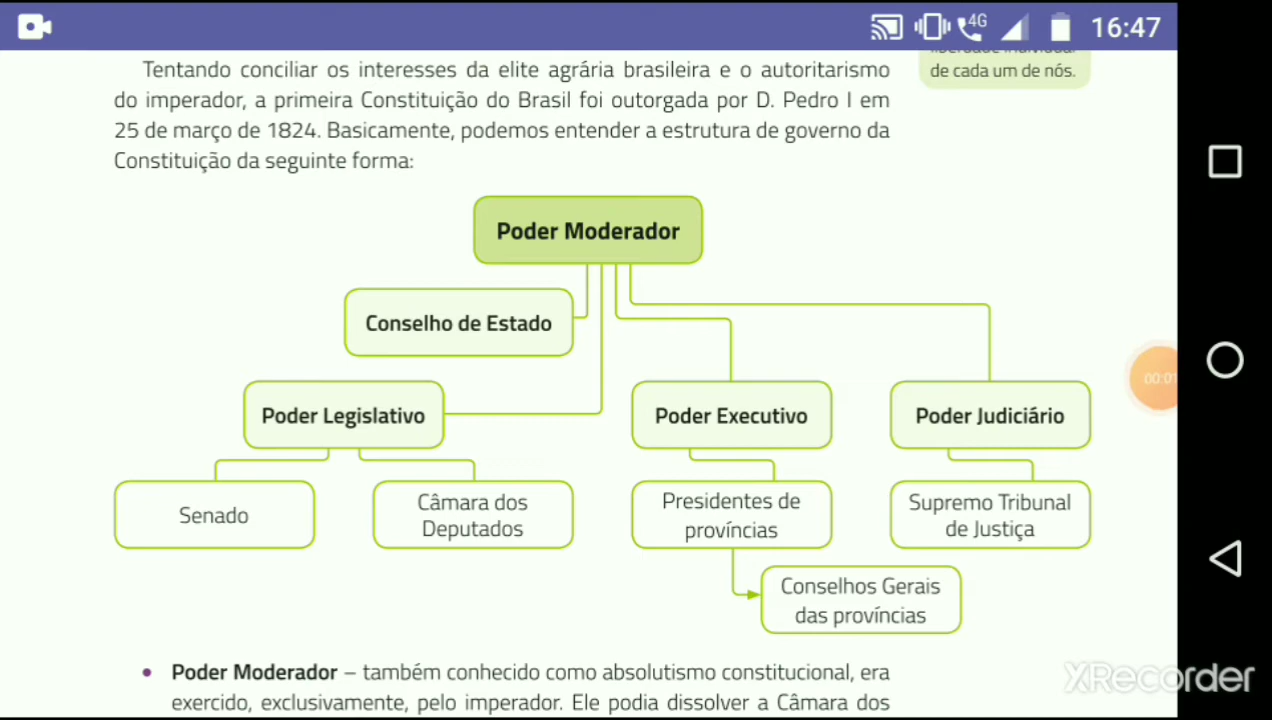 4G
16:47
de cada um de nós.
Tentando conciliar os interesses da elite agrária brasileira e o autoritarismo
do imperador, a primeira Constituição do Brasil foi outorgada por D. Pedro I em
25 de março de 1824. Basicamente, podemos entender a estrutura de governo da
Constituição da seguinte forma:
Poder Moderador
Conselho de Estado
Poder Legislativo
Poder Executivo
Poder Judiciário
Senado
Câmara dos
Deputados
Presidentes de
províncias
Supremo Tribunal
de Justiça
Conselhos Gerais
das províncias
00:01
• Poder Moderador – também conhecido como absolutismo constitucional, era
exercido, exclusivamente, pelo imperador. Ele podia dissolver a Câmara dos
XRecorder